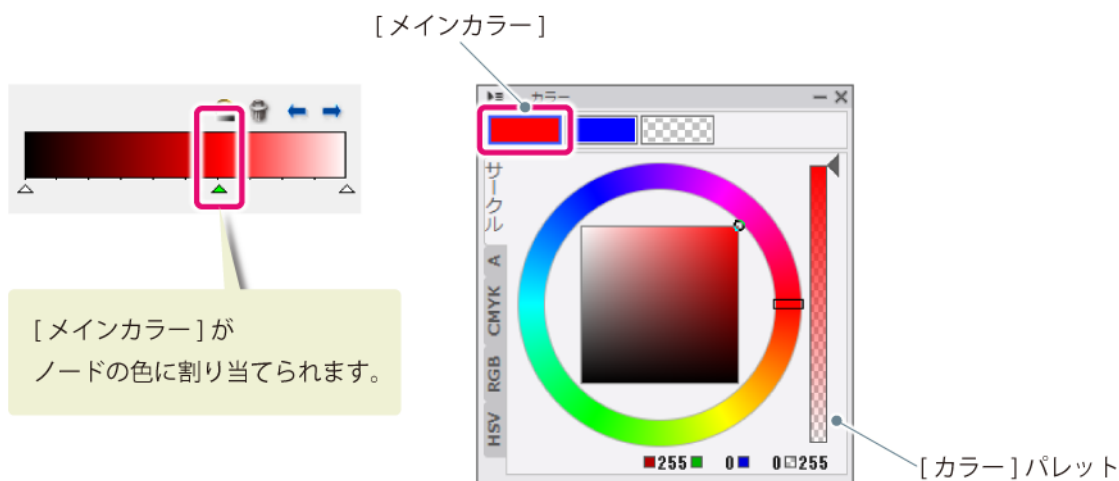 [ メインカラー ]
カラー
サークル
A
CMYK
RGB
HSV
[ メインカラー ] が
ノードの色に割り当てられます。
255 0 0 255
[ カラー ] パレット